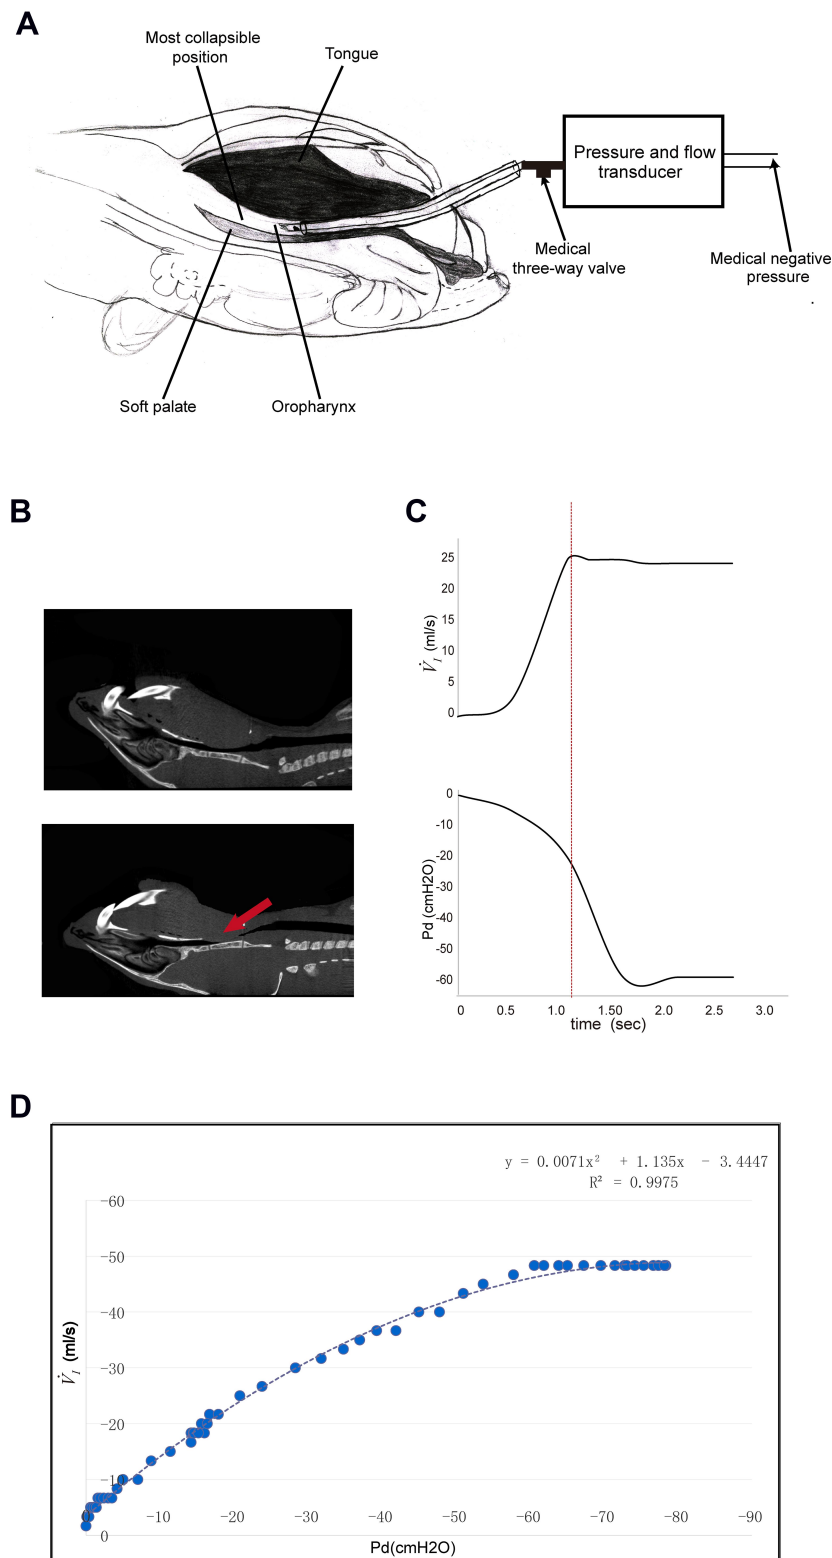 A
Most collapsible
position
Tongue
Pressure and flow
transducer
Medical
three-way valve
Medical negative
pressure
Soft palate
Oropharynx
B
C
25
20
15
10
5
0
V̇I (ml/s)
0
-10
-20
-30
-40
-50
-60
Pd (cmH2O)
0 0.5 1.0 1.50 2.0 2.5 3.0
time (sec)
D
y = 0.0071x² + 1.135x − 3.4447
R² = 0.9975
-60
-50
-40
-30
-20
-10
0
V̇I (ml/s)
-10 -20 -30 -40 -50 -60 -70 -80 -90
Pd(cmH2O)